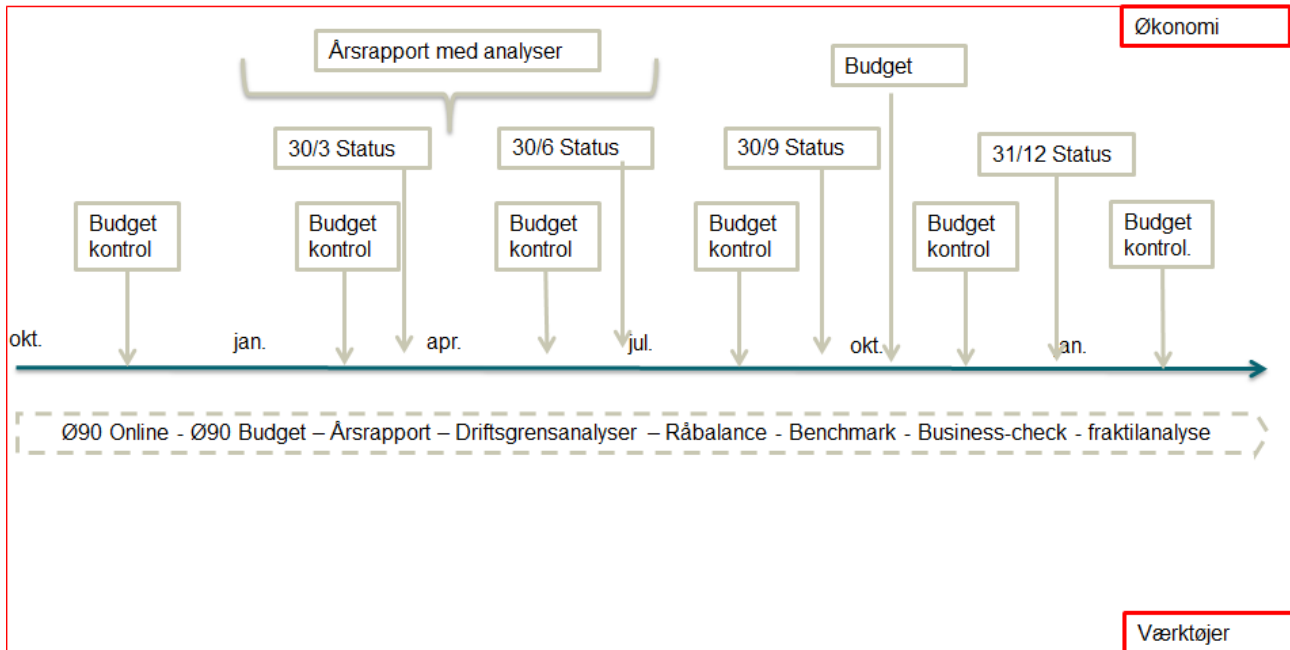 Økonomi
Årsrapport med analyser
Budget
30/3 Status
30/6 Status
30/9 Status
31/12 Status
Budget
kontrol
Budget
kontrol
Budget
kontrol
Budget
kontrol
Budget
kontrol
Budget
kontrol.
okt.
jan.
apr.
jul.
okt.
an.
Ø90 Online - Ø90 Budget – Årsrapport – Driftsgrensanalyser – Råbalance - Benchmark - Business-check - fraktilanalyse
Værktøjer